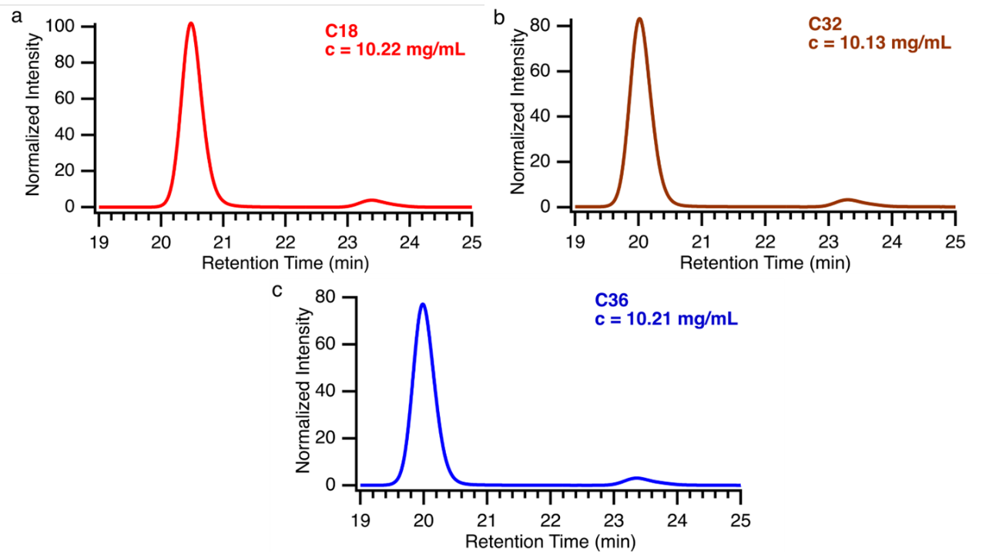 a
C18
c = 10.22 mg/mL
Normalized Intensity
100
80
60
40
20
0
19 20 21 22 23 24 25
Retention Time (min)
b
C32
c = 10.13 mg/mL
Normalized Intensity
80
60
40
20
0
19 20 21 22 23 24 25
Retention Time (min)
c
C36
c = 10.21 mg/mL
Normalized Intensity
80
60
40
20
0
19 20 21 22 23 24 25
Retention Time (min)